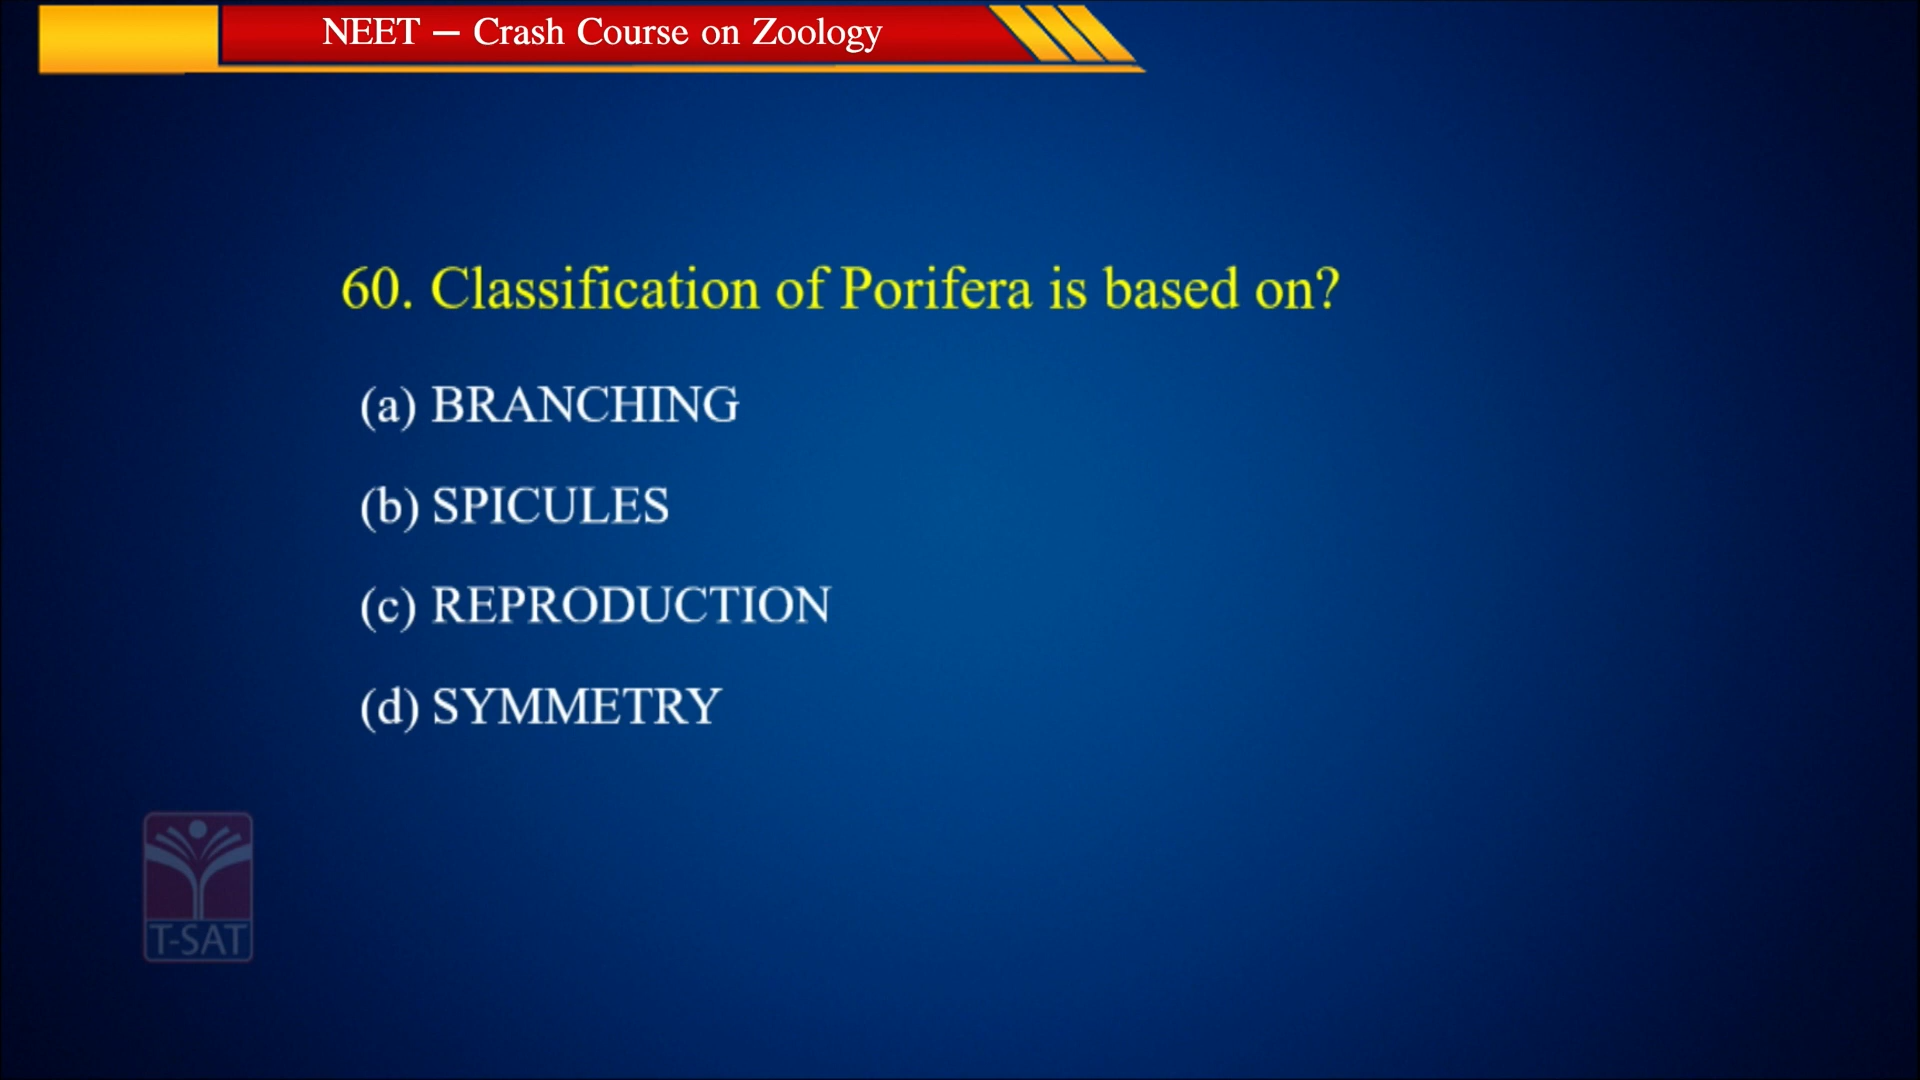 NEET – Crash Course on Zoology
60. Classification of Porifera is based on?
(a) BRANCHING
(b) SPICULES
(c) REPRODUCTION
(d) SYMMETRY
T-SAT